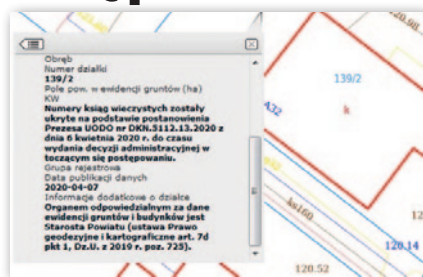 Obręb
Numer działki
139/2
Pole pow. w ewidencji gruntów (ha)
KW
Numery ksiąg wieczystych zostały
ukryte na podstawie postanowienia
Prezesa UODO nr DKN.5112.13.2020 z
dnia 6 kwietnia 2020 r. do czasu
wydania decyzji administracyjnej w
toczącym się postępowaniu.
Grupa rejestrowa
Data publikacji danych
2020-04-07
Informacje dodatkowe o działce
Organem odpowiedzialnym za dane
ewidencji gruntów i budynków jest
Starosta Powiatu (ustawa Prawo
geodezyjne i kartograficzne art. 7d
pkt 1, Dz.U. z 2019 r. poz. 725).
120.98
139/2
k
ks160
120.14
120.52